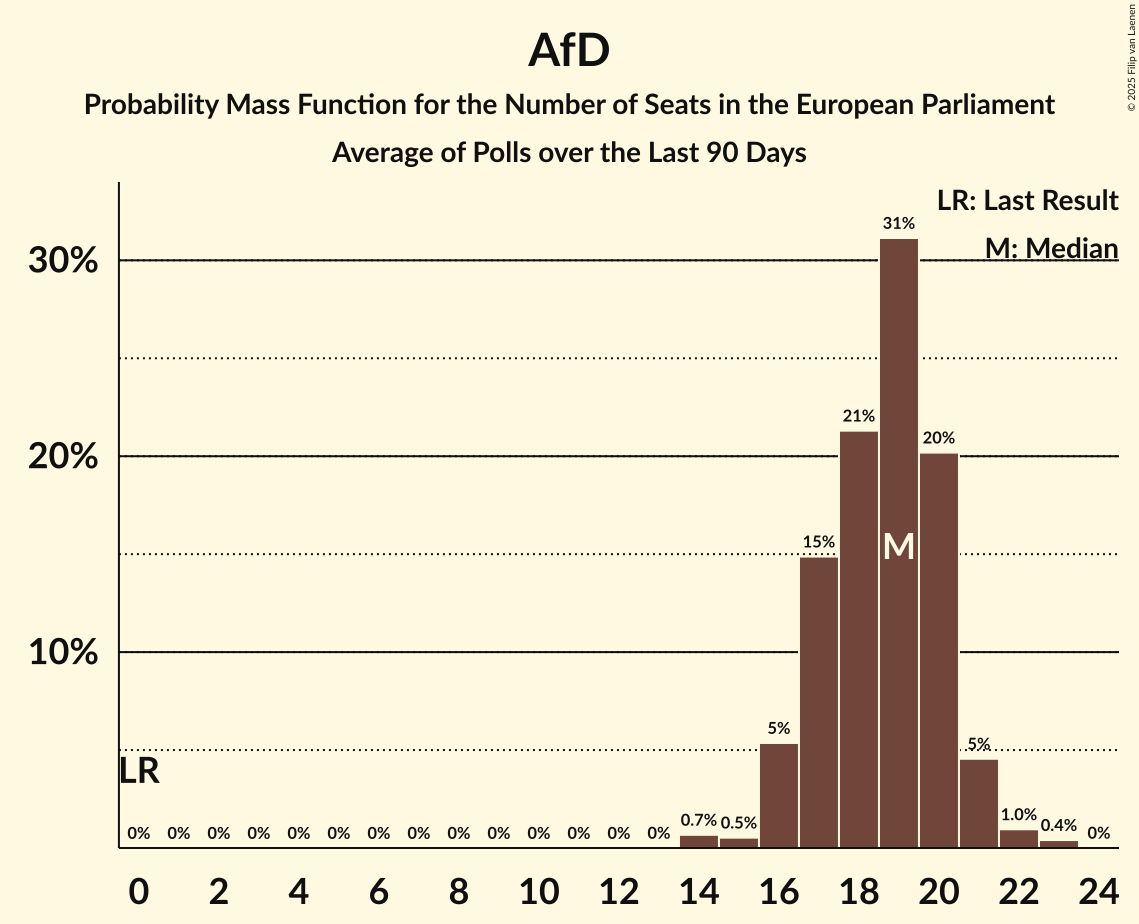 AfD
Probability Mass Function for the Number of Seats in the European Parliament
Average of Polls over the Last 90 Days
© 2025 Filip van Laenen
LR: Last Result
M: Median
30%
20%
10%
LR
0% 0% 0% 0% 0% 0% 0% 0% 0% 0% 0% 0% 0% 0% 0.7% 0.5% 5% 15% 21% 31% 20% 5% 1.0% 0.4% 0%
M
0 2 4 6 8 10 12 14 16 18 20 22 24